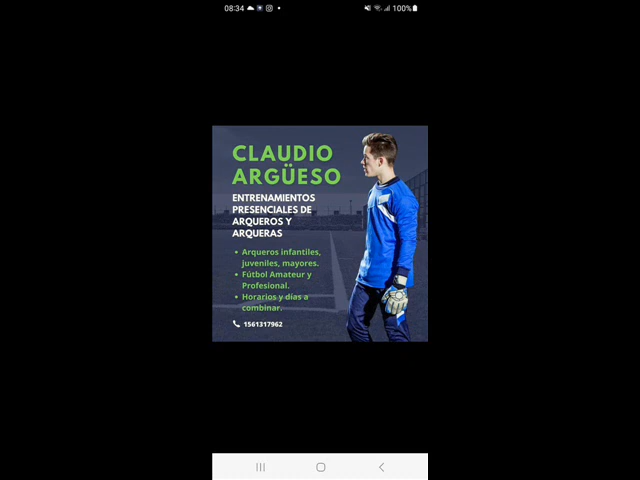 08:34
100%
CLAUDIO
ARGÜESO
ENTRENAMIENTOS
PRESENCIALES DE
ARQUEROS Y
ARQUERAS
• Arqueros infantiles,
juveniles, mayores.
• Fútbol Amateur y
Profesional.
• Horarios y días a
combinar.
1561317962